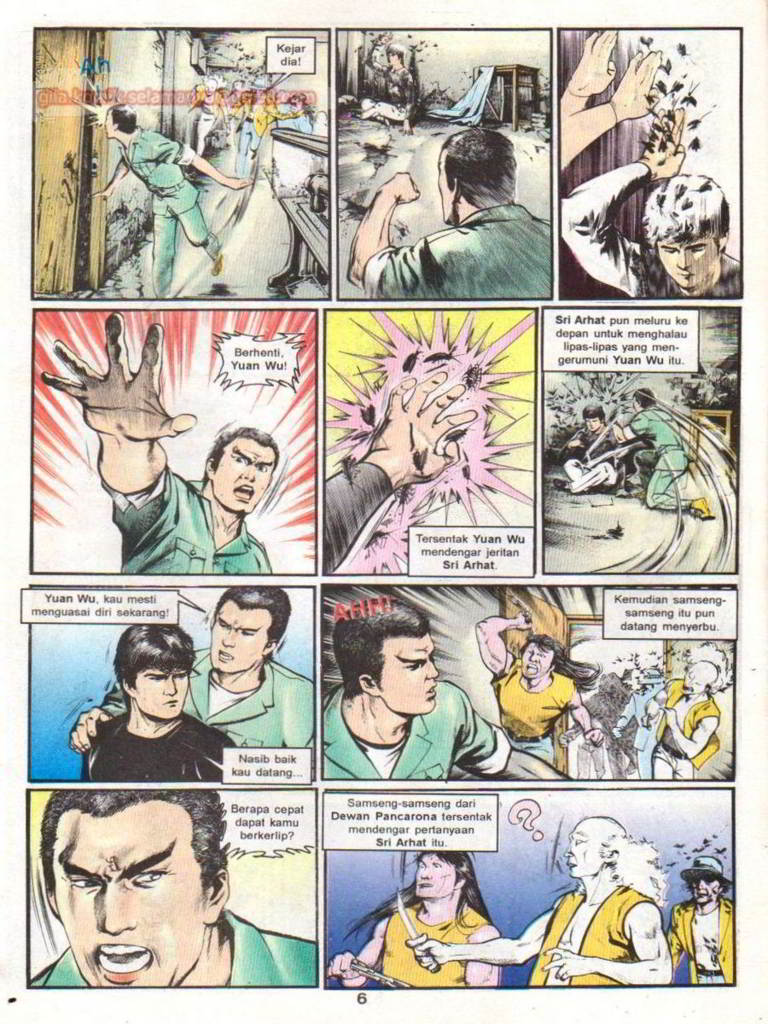 Ah
Kejar
dia!
Berhenti,
Yuan Wu!
Tersentak Yuan Wu
mendengar jeritan
Sri Arhat.
Sri Arhat pun meluru ke
depan untuk menghalau
lipas-lipas yang men-
gerumuni Yuan Wu itu.
Yuan Wu, kau mesti
menguasai diri sekarang!
Nasib baik
kau datang...
AHH!
Kemudian samseng-
samseng itu pun
datang menyerbu.
Berapa cepat
dapat kamu
berkerlip?
Samseng-samseng dari
Dewan Pancarona tersentak
mendengar pertanyaan
Sri Arhat itu.
?
6